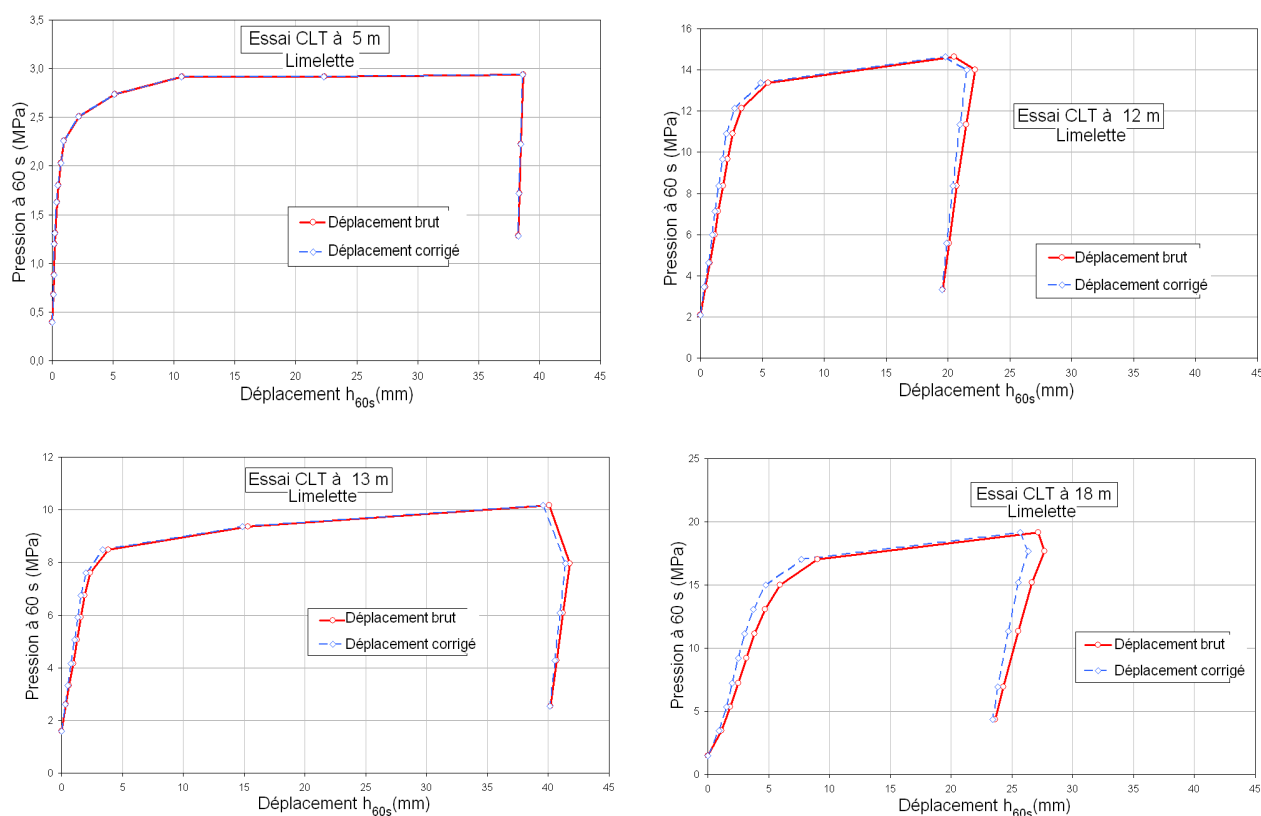 Essai CLT à 5 m
Limelette
Pression à 60 s (MPa)
3,5
3,0
2,5
2,0
1,5
1,0
0,5
0,0
Déplacement brut
Déplacement corrigé
0 5 10 15 20 25 30 35 40 45
Déplacement h60s(mm)
Essai CLT à 12 m
Limelette
Pression à 60 s (MPa)
16
14
12
10
8
6
4
2
0
Déplacement brut
Déplacement corrigé
0 5 10 15 20 25 30 35 40 45
Déplacement h60s(mm)
Essai CLT à 13 m
Limelette
Pression à 60 s (MPa)
12
10
8
6
4
2
0
Déplacement brut
Déplacement corrigé
0 5 10 15 20 25 30 35 40 45
Déplacement h60s(mm)
Essai CLT à 18 m
Limelette
Pression à 60 s (MPa)
25
20
15
10
5
0
Déplacement brut
Déplacement corrigé
0 5 10 15 20 25 30 35 40 45
Déplacement h60s(mm)